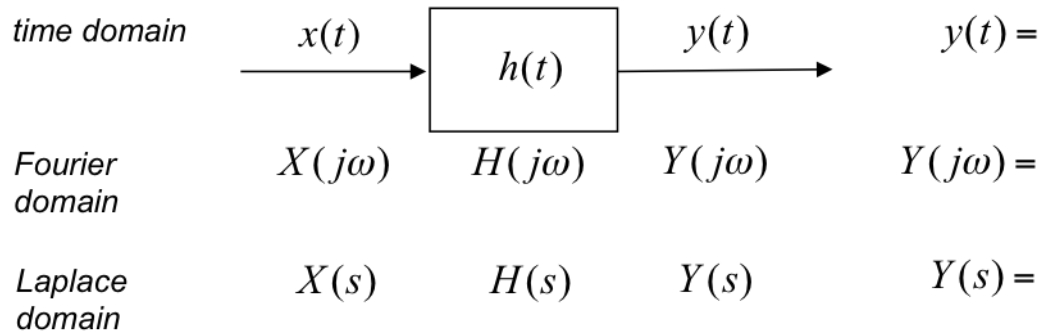 time domain x(t) h(t) y(t) y(t) =
Fourier domain X(jω) H(jω) Y(jω) Y(jω) =
Laplace domain X(s) H(s) Y(s) Y(s) =